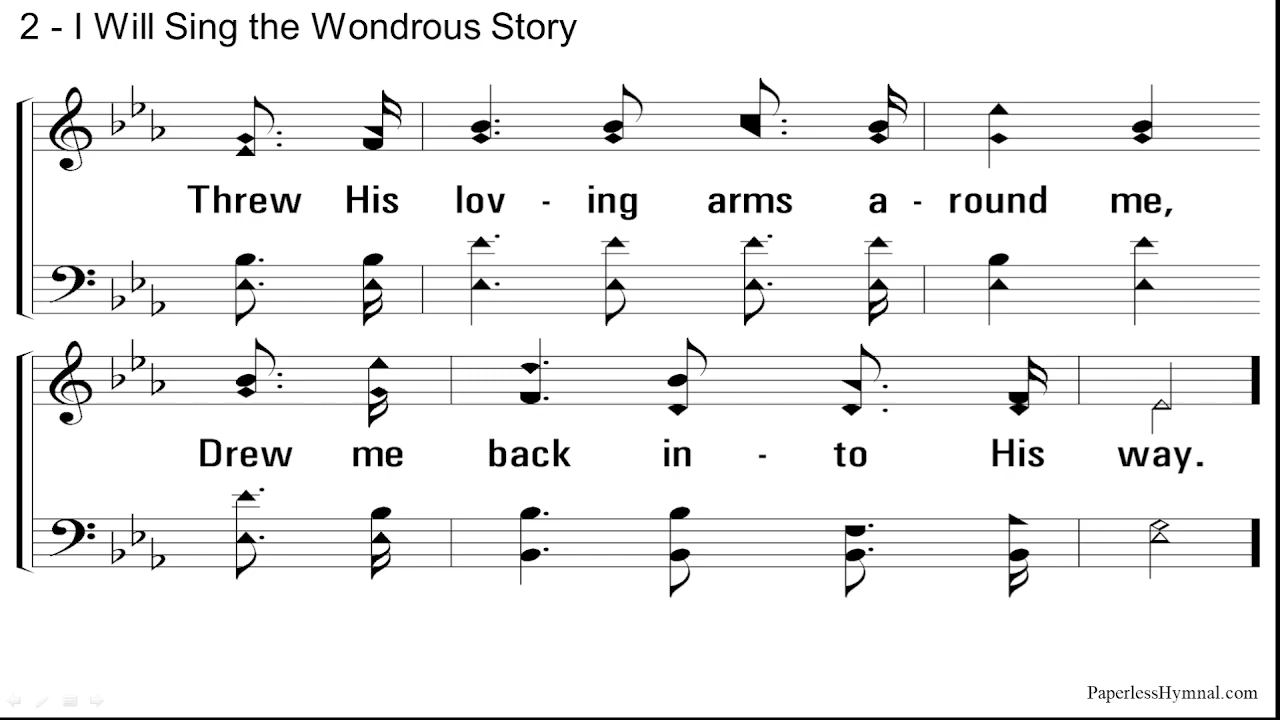 2 - I Will Sing the Wondrous Story
Threw His lov - ing arms a - round me,
Drew me back in - to His way.
PaperlessHymnal.com